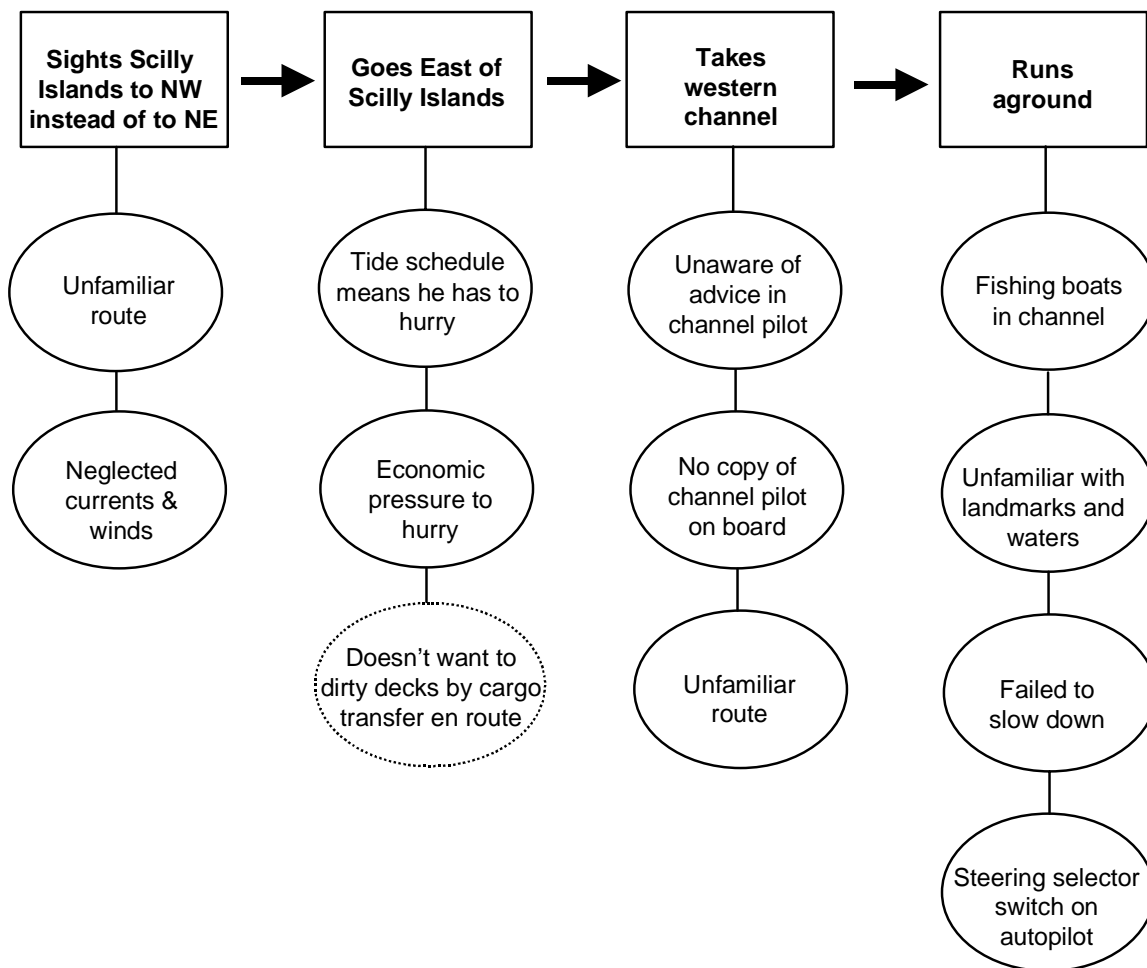 Sights Scilly
Islands to NW
instead of to NE
Goes East of
Scilly Islands
Takes
western
channel
Runs
aground
Unfamiliar
route
Neglected
currents &
winds
Tide schedule
means he has to
hurry
Economic
pressure to
hurry
Doesn't want to
dirty decks by cargo
transfer en route
Unaware of
advice in
channel pilot
No copy of
channel pilot
on board
Unfamiliar
route
Fishing boats
in channel
Unfamiliar with
landmarks and
waters
Failed to
slow down
Steering selector
switch on
autopilot